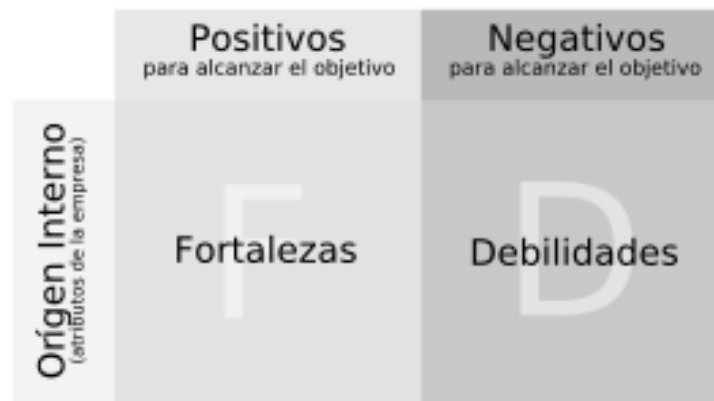 Positivos
para alcanzar el objetivo
Negativos
para alcanzar el objetivo
Orígen Interno
(atributos de la empresa)
F
Fortalezas
D
Debilidades